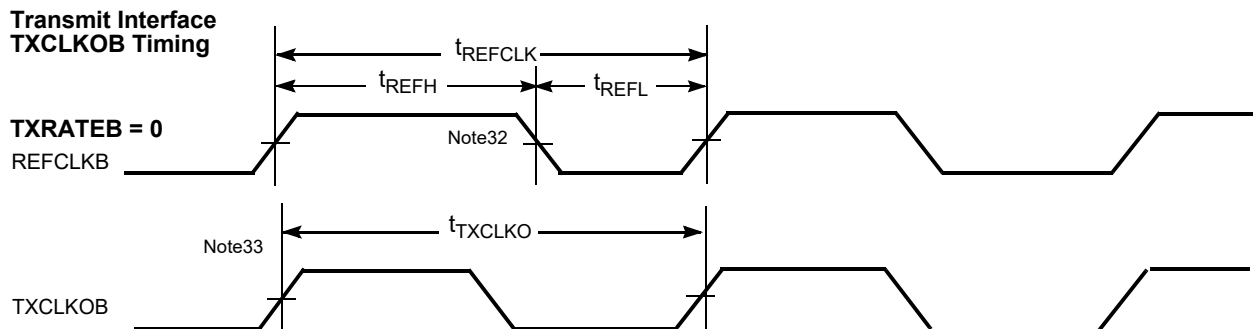 Transmit Interface
TXCLKOB Timing
tREFCLK
tREFH
tREFL
TXRATEB = 0
Note32
REFCLKB
tTXCLKO
Note33
TXCLKOB